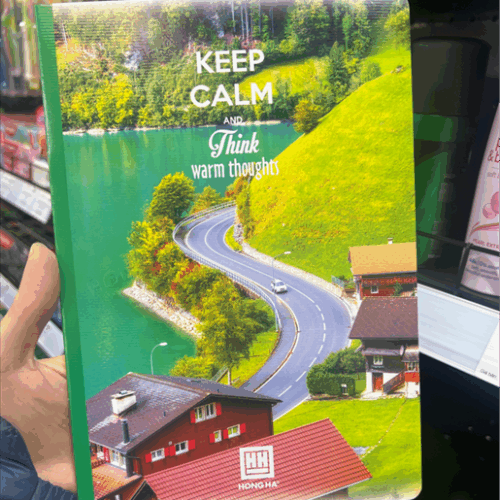 KEEP
CALM
AND
Think
warm thoughts
HH
HONG HA